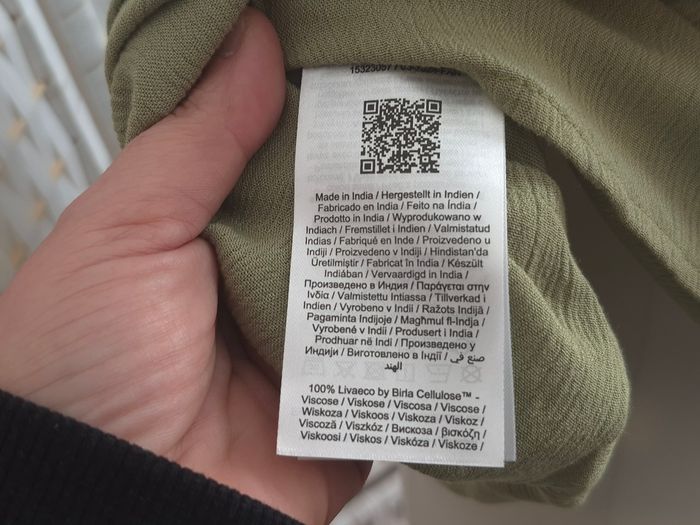 Made in India / Hergestellt in Indien /
Fabricado en India / Feito na Índia /
Prodotto in India / Wyprodukowano w
Indiach / Fremstillet i Indien / Valmistatud
Indias / Fabriqué en Inde / Proizvedeno u
Indiji / Proizvedeno v Indiji / Hindistan'da
Üretilmiştir / Fabricat în India / Készült
Indiában / Vervaardigd in India /
Произведено в Индия / Παράγεται στην
Ινδία / Valmistettu Intiassa / Tillverkad i
Indien / Vyrobeno v Indii / Ražots Indijā /
Pagaminta Indijoje / Magħmul fl-Indja /
Vyrobené v Indii / Produsert i India /
Prodhuar në Indi / Произведено у
Индији / Виготовлено в Індії / صنع في
الهند
100% Livaeco by Birla Cellulose™ -
Viscose / Viskose / Viscosa / Viscose /
Wiskoza / Viskoos / Viskoza / Viskoz /
Viscoză / Viszkóz / Вискоза / βισκόζη /
Viskoosi / Viskos / Viskóza / Viskoze /